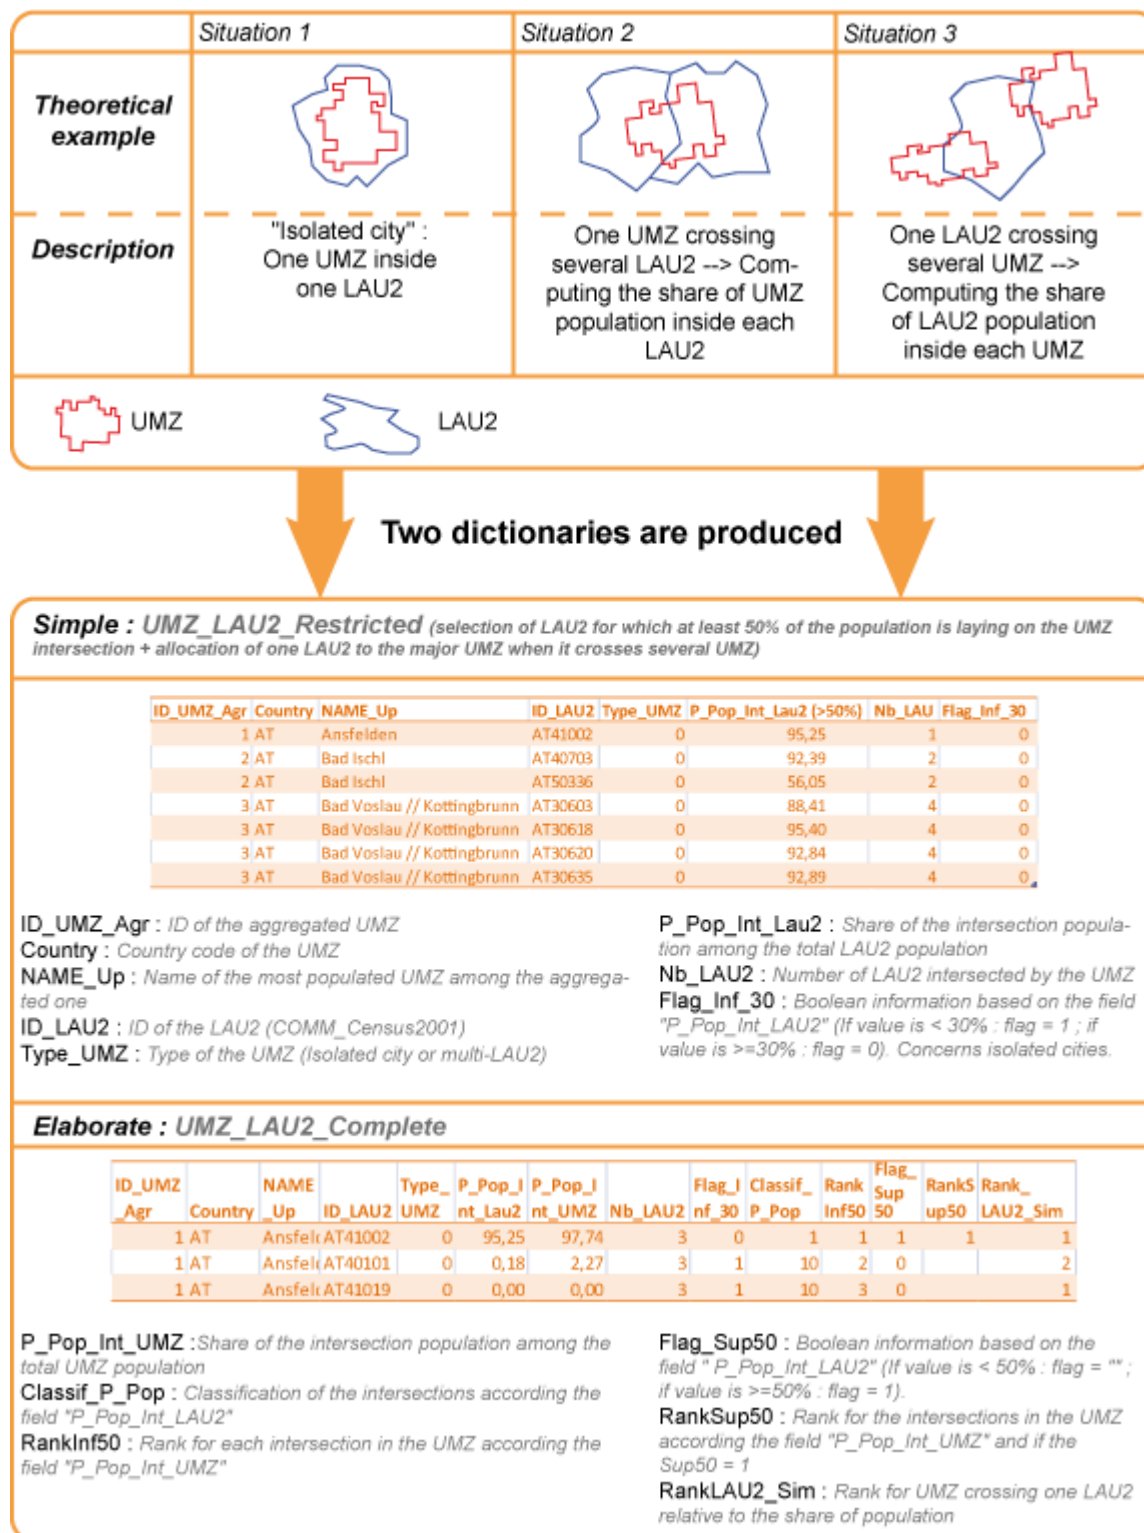 Situation 1 Situation 2 Situation 3
Theoretical
example
Description
"Isolated city" :
One UMZ inside
one LAU2
One UMZ crossing
several LAU2 --> Com-
puting the share of UMZ
population inside each
LAU2
One LAU2 crossing
several UMZ -->
Computing the share
of LAU2 population
inside each UMZ
UMZ LAU2
Two dictionaries are produced
Simple : UMZ_LAU2_Restricted (selection of LAU2 for which at least 50% of the population is laying on the UMZ
intersection + allocation of one LAU2 to the major UMZ when it crosses several UMZ)
ID_UMZ_Agr Country NAME_Up ID_LAU2 Type_UMZ P_Pop_Int_Lau2 (>50%) Nb_LAU Flag_Inf_30
1 AT Ansfelden AT41002 0 95,25 1 0
2 AT Bad Ischl AT40703 0 92,39 2 0
2 AT Bad Ischl AT50336 0 56,05 2 0
3 AT Bad Voslau // Kottingbrunn AT30603 0 88,41 4 0
3 AT Bad Voslau // Kottingbrunn AT30618 0 95,40 4 0
3 AT Bad Voslau // Kottingbrunn AT30620 0 92,84 4 0
3 AT Bad Voslau // Kottingbrunn AT30635 0 92,89 4 0
ID_UMZ_Agr : ID of the aggregated UMZ
Country : Country code of the UMZ
NAME_Up : Name of the most populated UMZ among the aggrega-
ted one
ID_LAU2 : ID of the LAU2 (COMM_Census2001)
Type_UMZ : Type of the UMZ (Isolated city or multi-LAU2)
P_Pop_Int_Lau2 : Share of the intersection popula-
tion among the total LAU2 population
Nb_LAU2 : Number of LAU2 intersected by the UMZ
Flag_Inf_30 : Boolean information based on the field
"P_Pop_Int_LAU2" (If value is < 30% : flag = 1 ; if
value is >=30% : flag = 0). Concerns isolated cities.
Elaborate : UMZ_LAU2_Complete
ID_UMZ NAME Type_ P_Pop_I P_Pop_I Flag_I Classif_ Rank Flag_ RankS Rank_
_Agr Country _Up ID_LAU2 UMZ nt_Lau2 nt_UMZ Nb_LAU2 nf_30 P_Pop Inf50 Sup 50 up50 LAU2_Sim
1 AT Ansfeld AT41002 0 95,25 97,74 3 0 1 1 1 1 1
1 AT Ansfeld AT40101 0 0,18 2,27 3 1 10 2 0 2
1 AT Ansfeld AT41019 0 0,00 0,00 3 1 10 3 0 1
P_Pop_Int_UMZ :Share of the intersection population among the
total UMZ population
Classif_P_Pop : Classification of the intersections according the
field "P_Pop_Int_LAU2"
RankInf50 : Rank for each intersection in the UMZ according the
field "P_Pop_Int_UMZ"
Flag_Sup50 : Boolean information based on the
field " P_Pop_Int_LAU2" (If value is < 50% : flag = "" ;
if value is >=50% : flag = 1).
RankSup50 : Rank for the intersections in the UMZ
according the field "P_Pop_Int_UMZ" and if the
Sup50 = 1
RankLAU2_Sim : Rank for UMZ crossing one LAU2
relative to the share of population